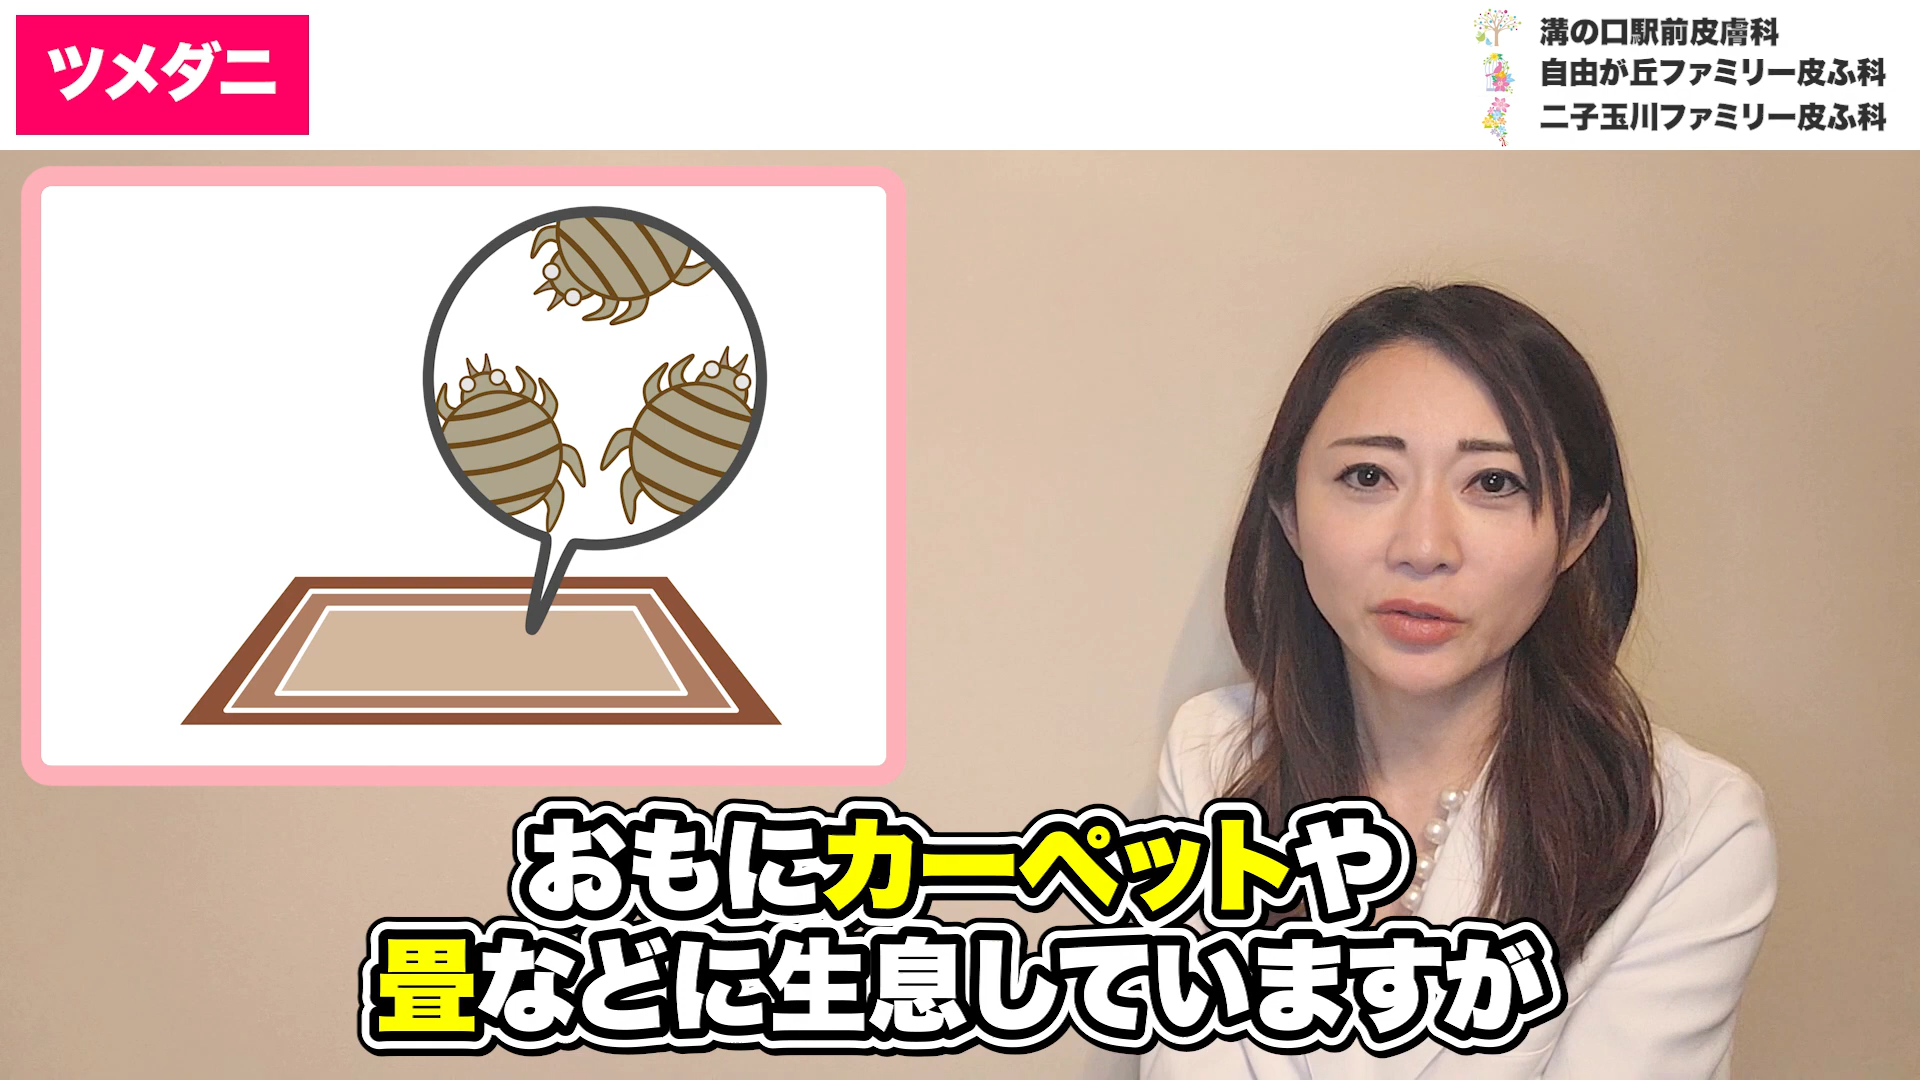 ツメダニ
溝の口駅前皮膚科
自由が丘ファミリー皮ふ科
二子玉川ファミリー皮ふ科
おもにカーペットや
畳などに生息していますが